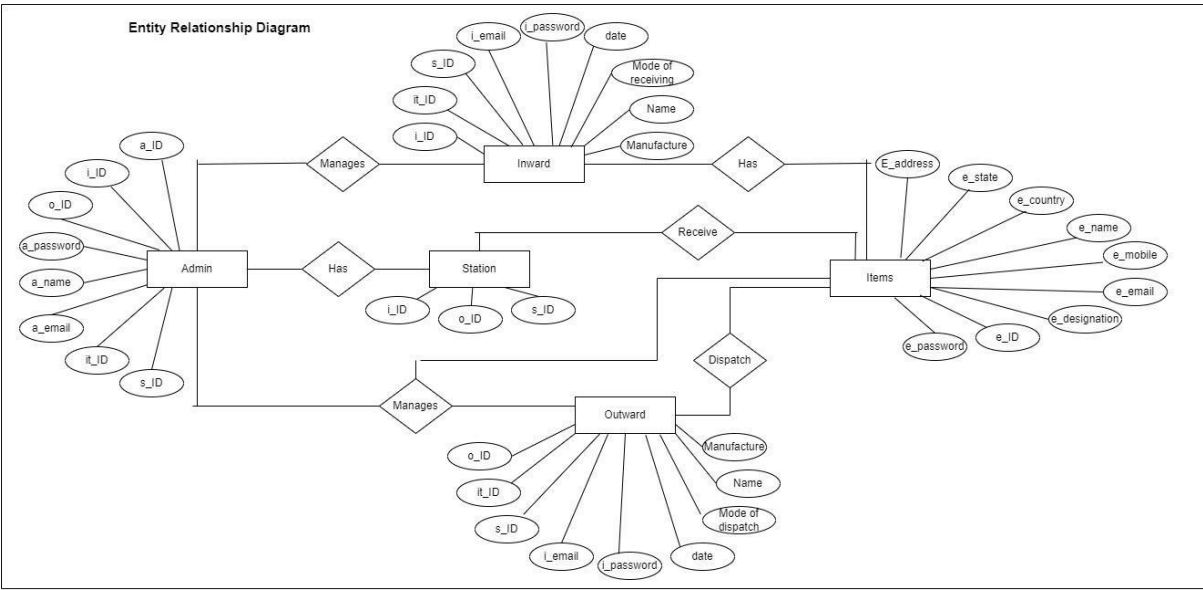 Entity Relationship Diagram
i_email
i_password
date
s_ID
Mode of
receiving
it_ID
Name
i_ID
Manufacture
Manages
Inward
Has
a_ID
i_ID
o_ID
a_password
a_name
a_email
it_ID
s_ID
Admin
Has
Station
i_ID
o_ID
s_ID
Receive
E_address
e_state
e_country
e_name
e_mobile
e_email
e_designation
e_ID
e_password
Items
Dispatch
Manages
Outward
o_ID
it_ID
s_ID
i_email
i_password
date
Mode of
dispatch
Name
Manufacture